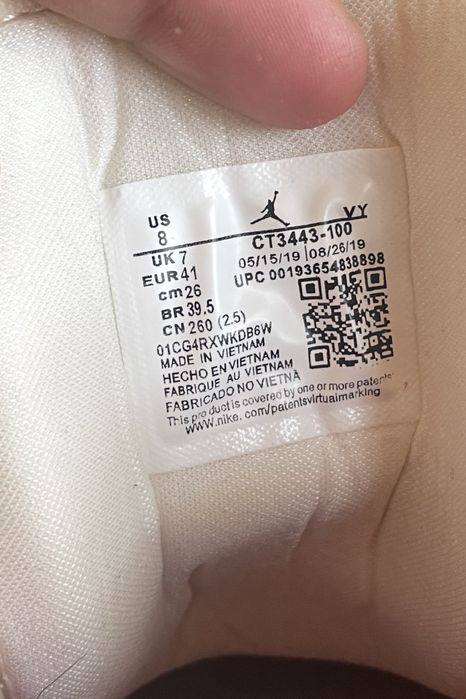 US
8
VY
CT3443-100
UK 7
05/15/19 | 08/26/19
EUR 41
UPC 00193654838898
cm 26
BR 39.5
CN 260 (2.5)
01CG4RXWKDB6W
MADE IN VIETNAM
HECHO EN VIETNAM
FABRIQUE AU VIETNAM
FABRICADO NO VIETNA
This product is covered by one or more patents
www.nike.com/patentsvirtualmarking